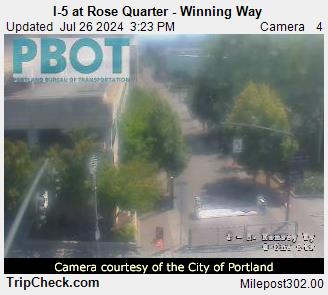 I-5 at Rose Quarter - Winning Way
Updated Jul 26 2024 3:23 PM Camera 4
PBOT
PORTLAND BUREAU OF TRANSPORTATION
Camera courtesy of the City of Portland
TripCheck.com Milepost302.00